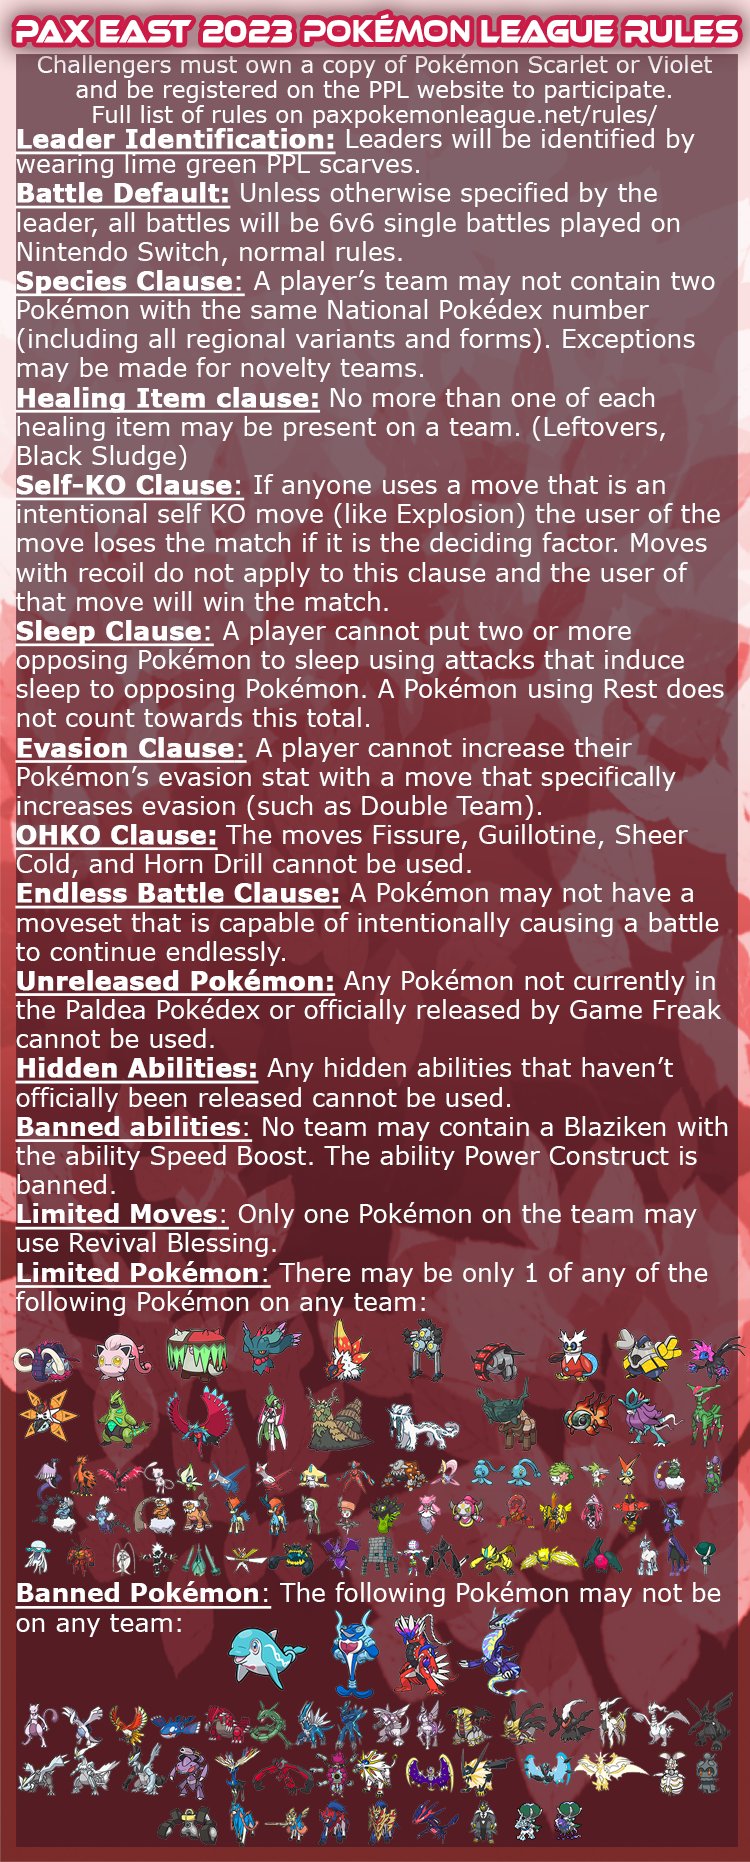 PAX EAST 2023 POKÉMON LEAGUE RULES
Challengers must own a copy of Pokémon Scarlet or Violet
and be registered on the PPL website to participate.
Full list of rules on paxpokemonleague.net/rules/
Leader Identification: Leaders will be identified by
wearing lime green PPL scarves.
Battle Default: Unless otherwise specified by the
leader, all battles will be 6v6 single battles played on
Nintendo Switch, normal rules.
Species Clause: A player’s team may not contain two
Pokémon with the same National Pokédex number
(including all regional variants and forms). Exceptions
may be made for novelty teams.
Healing Item clause: No more than one of each
healing item may be present on a team. (Leftovers,
Black Sludge)
Self-KO Clause: If anyone uses a move that is an
intentional self KO move (like Explosion) the user of the
move loses the match if it is the deciding factor. Moves
with recoil do not apply to this clause and the user of
that move will win the match.
Sleep Clause: A player cannot put two or more
opposing Pokémon to sleep using attacks that induce
sleep to opposing Pokémon. A Pokémon using Rest does
not count towards this total.
Evasion Clause: A player cannot increase their
Pokémon’s evasion stat with a move that specifically
increases evasion (such as Double Team).
OHKO Clause: The moves Fissure, Guillotine, Sheer
Cold, and Horn Drill cannot be used.
Endless Battle Clause: A Pokémon may not have a
moveset that is capable of intentionally causing a battle
to continue endlessly.
Unreleased Pokémon: Any Pokémon not currently in
the Paldea Pokédex or officially released by Game Freak
cannot be used.
Hidden Abilities: Any hidden abilities that haven’t
officially been released cannot be used.
Banned abilities: No team may contain a Blaziken with
the ability Speed Boost. The ability Power Construct is
banned.
Limited Moves: Only one Pokémon on the team may
use Revival Blessing.
Limited Pokémon: There may be only 1 of any of the
following Pokémon on any team:
Banned Pokémon: The following Pokémon may not be
on any team: